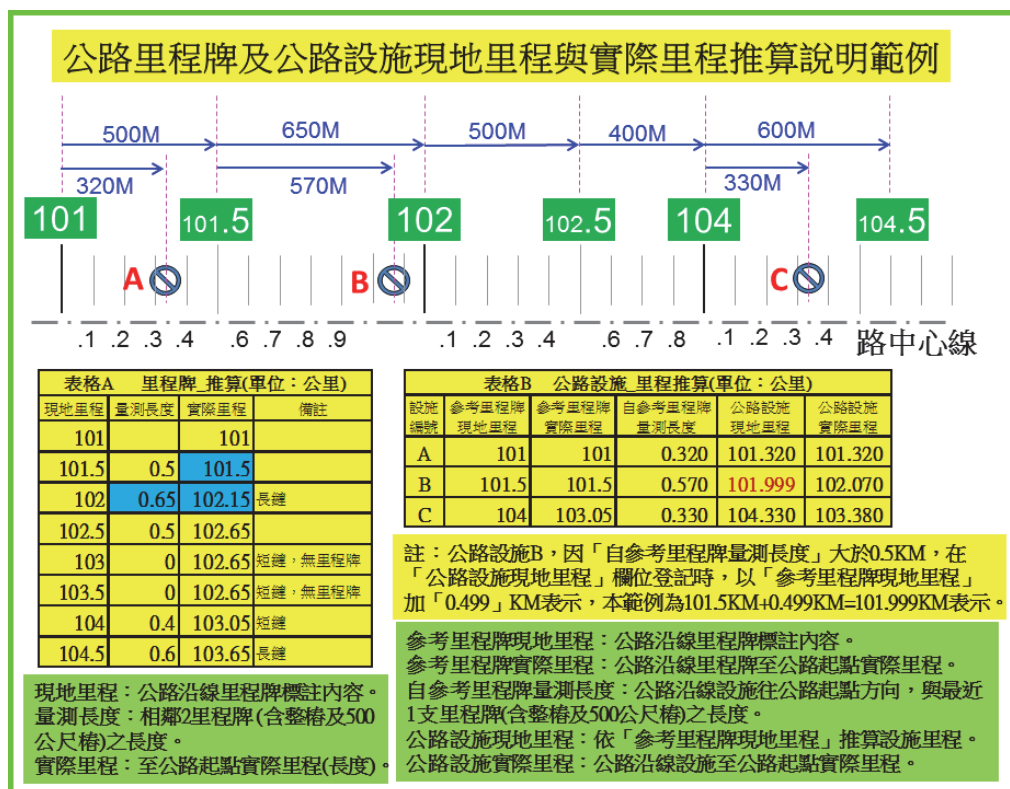 公路里程牌及公路設施現地里程與實際里程推算說明範例
500M 650M 500M 400M 600M
320M 570M 330M
101 101.5 102 102.5 104 104.5
A B C
.1 .2 .3 .4 .6 .7 .8 .9 .1 .2 .3 .4 .6 .7 .8 .1 .2 .3 .4 路中心線
表格A 里程牌_推算(單位：公里)
現地里程 量測長度 實際里程 備註
101 101
101.5 0.5 101.5
102 0.65 102.15 長鏈
102.5 0.5 102.65
103 0 102.65 短鏈，無里程牌
103.5 0 102.65 短鏈，無里程牌
104 0.4 103.05 短鏈
104.5 0.6 103.65 長鏈
現地里程：公路沿線里程牌標註內容。
量測長度：相鄰2里程牌(含整樁及500
公尺樁)之長度。
實際里程：至公路起點實際里程(長度)。
表格B 公路設施_里程推算(單位：公里)
設施編號 參考里程牌現地里程 參考里程牌實際里程 自參考里程牌量測長度 公路設施現地里程 公路設施實際里程
A 101 101 0.320 101.320 101.320
B 101.5 101.5 0.570 101.999 102.070
C 104 103.05 0.330 104.330 103.380
註：公路設施B，因「自參考里程牌量測長度」大於0.5KM，在
「公路設施現地里程」欄位登記時，以「參考里程牌現地里程」
加「0.499」KM表示，本範例為101.5KM+0.499KM=101.999KM表示。
參考里程牌現地里程：公路沿線里程牌標註內容。
參考里程牌實際里程：公路沿線里程牌至公路起點實際里程。
自參考里程牌量測長度：公路沿線設施往公路起點方向，與最近
1支里程牌(含整樁及500公尺樁)之長度。
公路設施現地里程：依「參考里程牌現地里程」推算設施里程。
公路設施實際里程：公路沿線設施至公路起點實際里程。